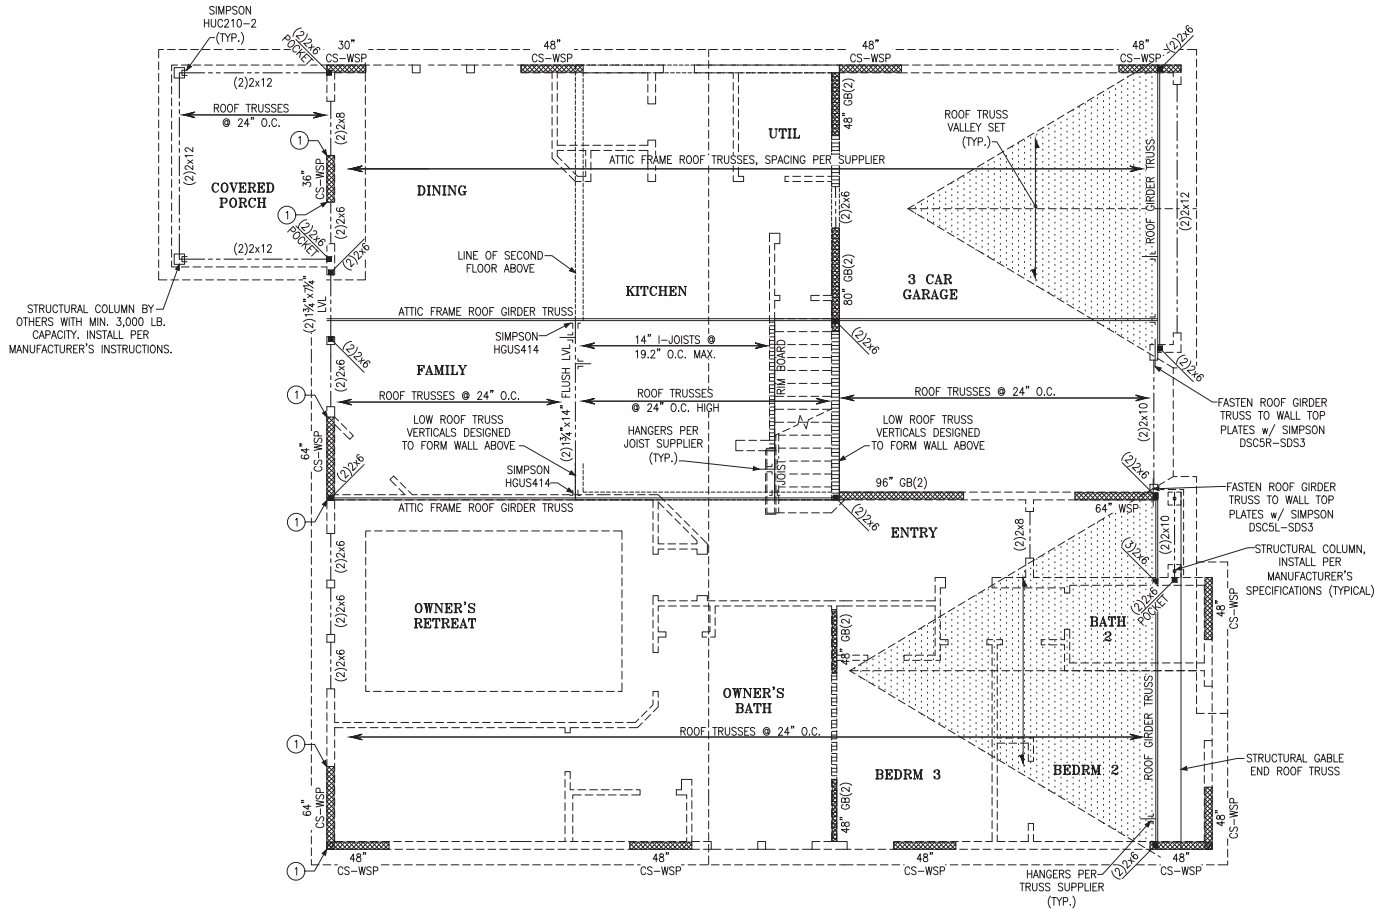 SIMPSON
HUC210-2
(TYP.)
(2)2x6
POCKET
30"
CS-WSP
48"
CS-WSP
48"
CS-WSP
48"
CS-WSP
(2)2x6
(2)2x12
ROOF TRUSSES
@ 24" O.C.
(2)2x8
48" GB(2)
UTIL
ROOF TRUSS
VALLEY SET
(TYP.)
1
ATTIC FRAME ROOF TRUSSES, SPACING PER SUPPLIER
(2)2x12
COVERED
PORCH
36"
CS-WSP
DINING
ROOF GIRDER TRUSS
(2)2x12
1
(2)2x6
(2)2x6
POCKET
(2)2x6
(2)2x12
(2)2x6
LINE OF SECOND
FLOOR ABOVE
KITCHEN
80" GB(2)
3 CAR
GARAGE
STRUCTURAL COLUMN BY
OTHERS WITH MIN. 3,000 LB.
CAPACITY. INSTALL PER
MANUFACTURER'S INSTRUCTIONS.
(2)1¾"x7¼"
LVL
ATTIC FRAME ROOF GIRDER TRUSS
SIMPSON
HGUS414
14" I-JOISTS @
19.2" O.C. MAX.
(2)2x6
(2)2x6
(2)2x6
(2)2x6
FAMILY
(2)1¾"x14" FLUSH LVL
RIM BOARD
ROOF TRUSSES @ 24" O.C.
ROOF TRUSSES
@ 24" O.C. HIGH
ROOF TRUSSES @ 24" O.C.
1
LOW ROOF TRUSS
VERTICALS DESIGNED
TO FORM WALL ABOVE
HANGERS PER
JOIST SUPPLIER
(TYP.)
LOW ROOF TRUSS
VERTICALS DESIGNED
TO FORM WALL ABOVE
(2)2x10
FASTEN ROOF GIRDER
TRUSS TO WALL TOP
PLATES w/ SIMPSON
DSC5R-SDS3
64"
CS-WSP
(2)2x6
SIMPSON
HGUS414
JOIST
96" GB(2)
(2)2x6
FASTEN ROOF GIRDER
TRUSS TO WALL TOP
PLATES w/ SIMPSON
DSC5L-SDS3
1
ATTIC FRAME ROOF GIRDER TRUSS
(2)2x6
64" WSP
ENTRY
(2)2x8
(2)2x10
(2)2x6
(3)2x6
STRUCTURAL COLUMN,
INSTALL PER
MANUFACTURER'S
SPECIFICATIONS (TYPICAL)
(2)2x6
OWNER'S
RETREAT
48" GB(2)
(2)2x6
POCKET
BATH
2
48"
CS-WSP
(2)2x6
OWNER'S
BATH
ROOF GIRDER TRUSS
ROOF TRUSSES @ 24" O.C.
1
BEDRM 3
BEDRM 2
STRUCTURAL GABLE
END ROOF TRUSS
64"
CS-WSP
48" GB(2)
48"
CS-WSP
1
48"
CS-WSP
48"
CS-WSP
48"
CS-WSP
HANGERS PER
TRUSS SUPPLIER
(TYP.)
(2)2x6
48"
CS-WSP